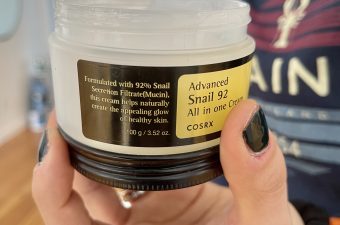 Formulated with 92% Snail
Secretion Filtrate(Mucin),
this cream helps naturally
create the appealing glow
of healthy skin.
100 g / 3.52 oz.
Advanced
Snail 92
All in one Cream
COSRX
AIN